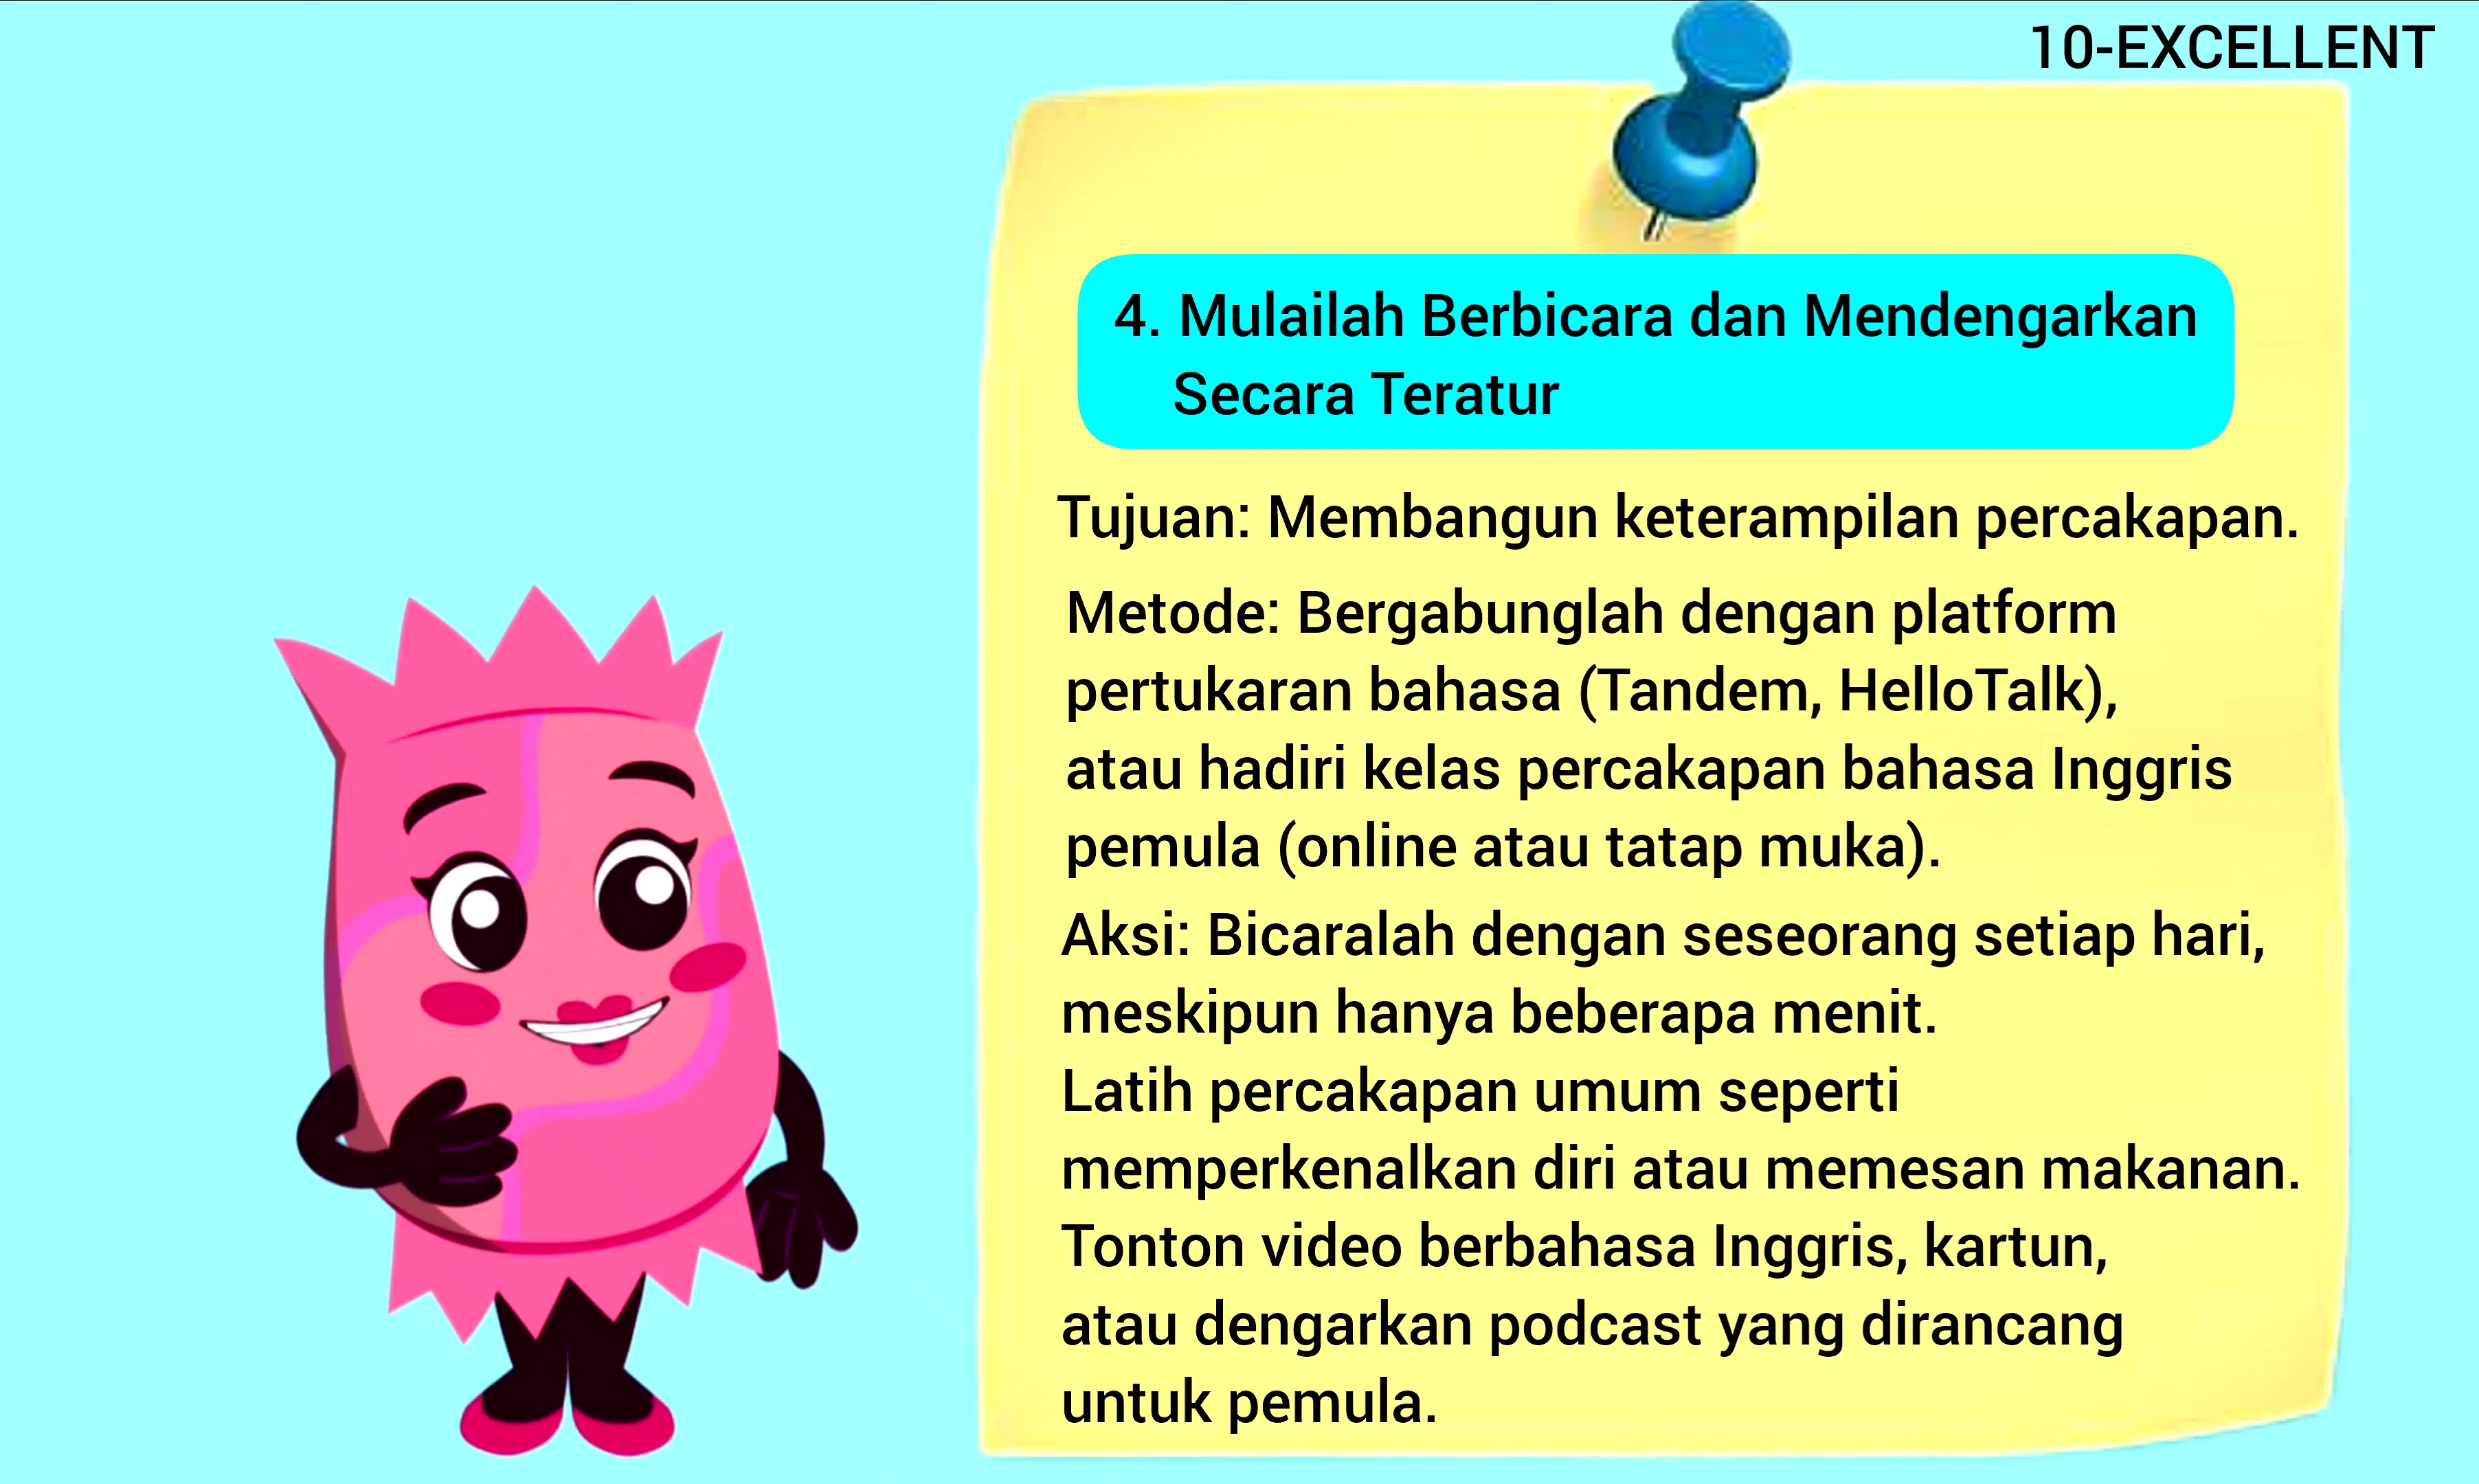 10-EXCELLENT
4. Mulailah Berbicara dan Mendengarkan
Secara Teratur
Tujuan: Membangun keterampilan percakapan.
Metode: Bergabunglah dengan platform
pertukaran bahasa (Tandem, HelloTalk),
atau hadiri kelas percakapan bahasa Inggris
pemula (online atau tatap muka).
Aksi: Bicaralah dengan seseorang setiap hari,
meskipun hanya beberapa menit.
Latih percakapan umum seperti
memperkenalkan diri atau memesan makanan.
Tonton video berbahasa Inggris, kartun,
atau dengarkan podcast yang dirancang
untuk pemula.